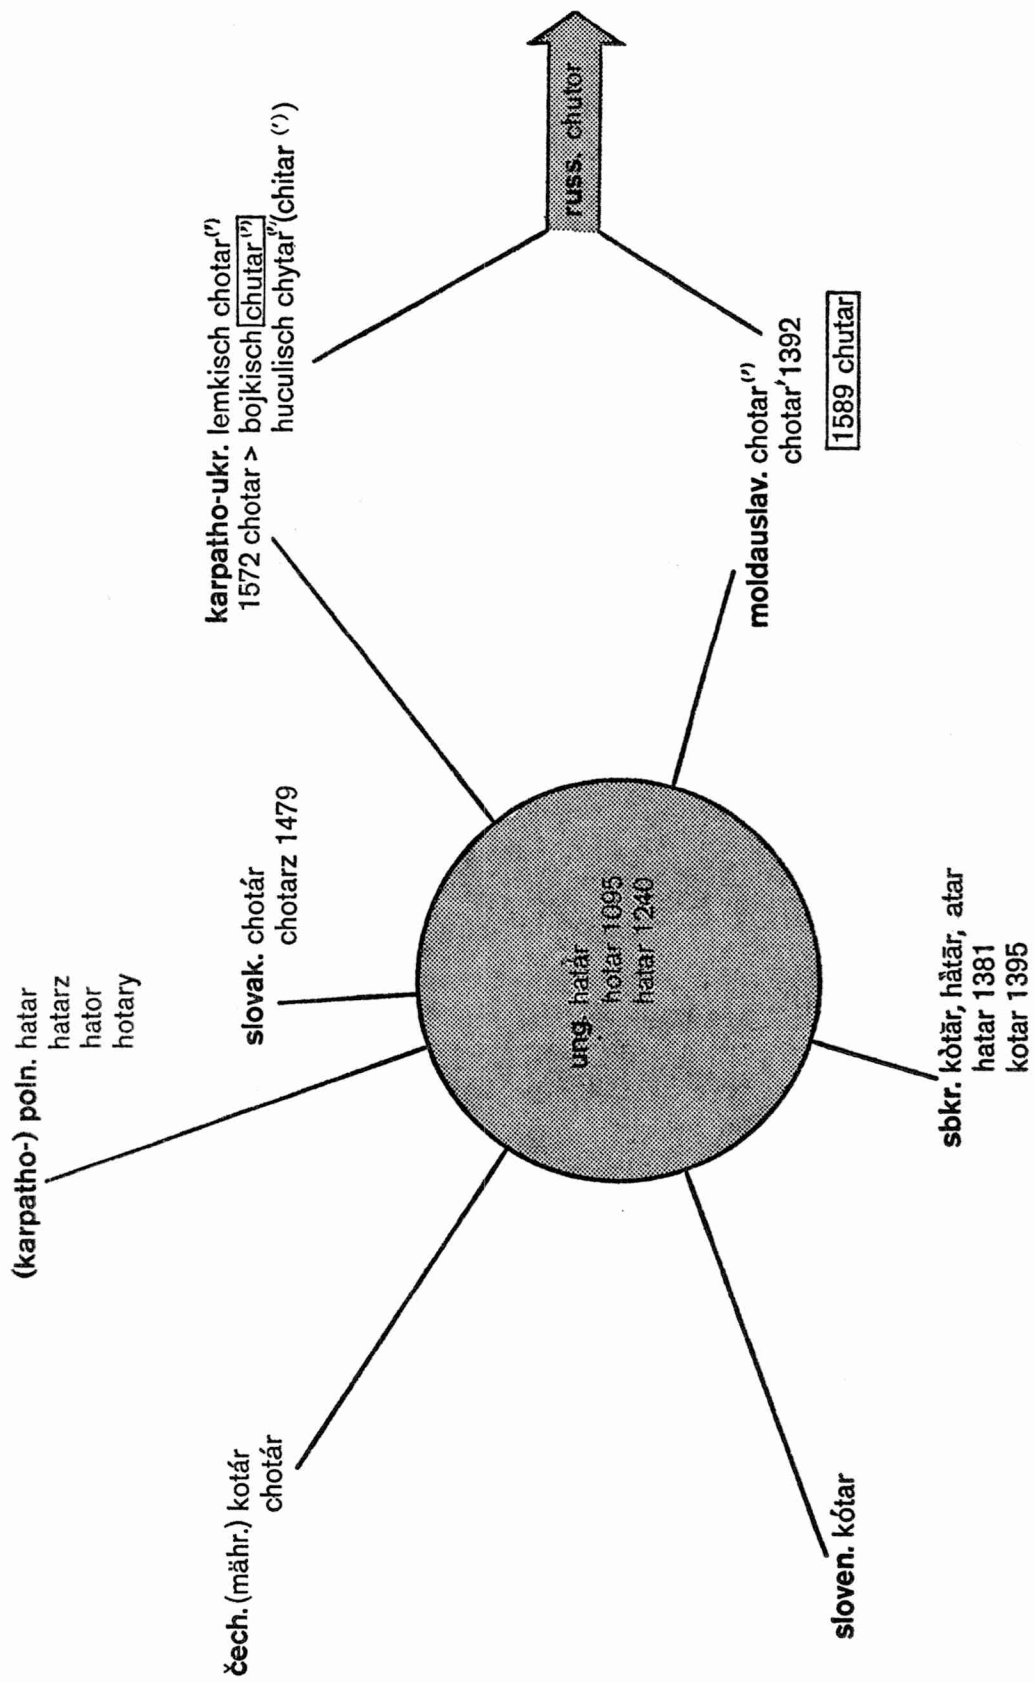 (karpatho-) poln. hatar
hatarz
hator
hotary
čech. (mähr.) kotár
chotár
slovak. chotár
chotarz 1479
karpatho-ukr. lemkisch chotar(’)
1572 chotar > bojkisch chutar(’)
huculisch chytar(’) (chitar (’))
ung. határ
hotar 1095
hatar 1240
russ. chutor
moldauslav. chotar(’)
chotar’ 1392
1589 chutar
sloven. kótar
sbkr. kòtār, hàtār, atar
hatar 1381
kotar 1395